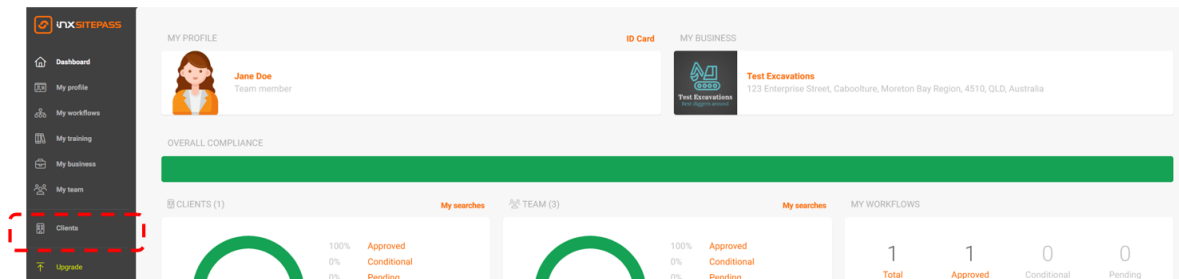 INX SITEPASS
Dashboard
My profile
My workflows
My training
My business
My team
Clients
Upgrade
MY PROFILE
ID Card
Jane Doe
Team member
MY BUSINESS
Test Excavations
Best diggers around
Test Excavations
123 Enterprise Street, Caboolture, Moreton Bay Region, 4510, QLD, Australia
OVERALL COMPLIANCE
CLIENTS (1)
My searches
100% Approved
0% Conditional
0% Pending
TEAM (3)
My searches
100% Approved
0% Conditional
0% Pending
MY WORKFLOWS
1 1 0 0
Total Approved Conditional Pending